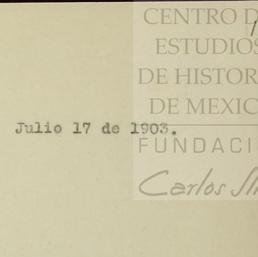 CENTRO D
ESTUDIOS
DE HISTOR
DE MEXIC
Julio 17 de 1903.
FUNDACI
Carlos Sli